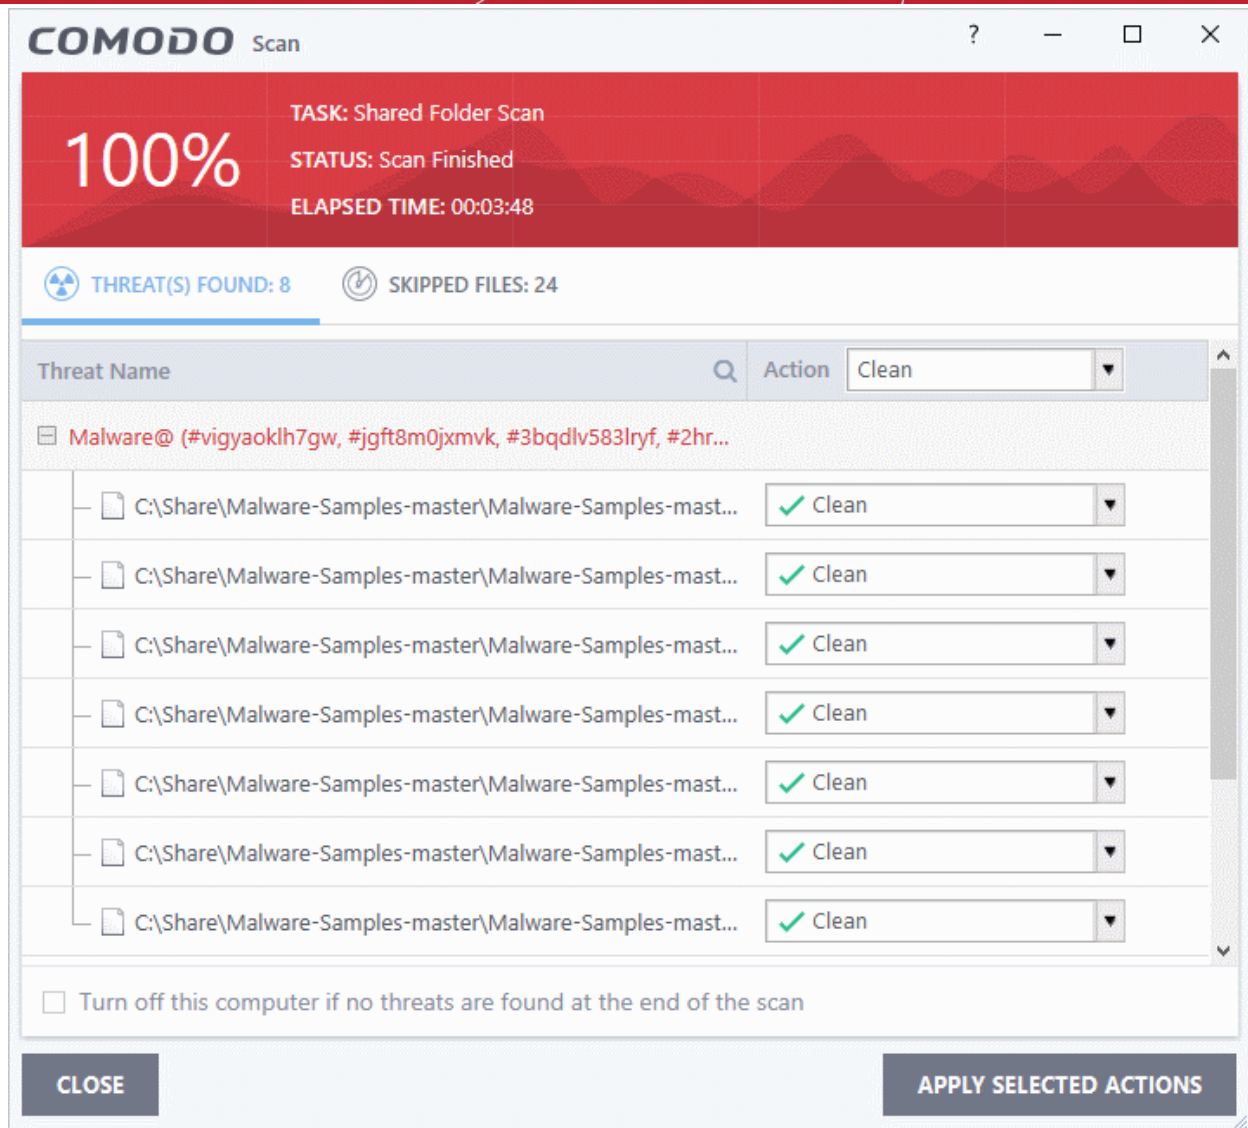 COMODO Scan
?
100%
TASK: Shared Folder Scan
STATUS: Scan Finished
ELAPSED TIME: 00:03:48
THREAT(S) FOUND: 8 SKIPPED FILES: 24
Threat Name Action Clean
Malware@ (#vigyaoklh7gw, #jgft8m0jxmvk, #3bqdlv583lryf, #2hr...
C:\Share\Malware-Samples-master\Malware-Samples-mast... Clean
C:\Share\Malware-Samples-master\Malware-Samples-mast... Clean
C:\Share\Malware-Samples-master\Malware-Samples-mast... Clean
C:\Share\Malware-Samples-master\Malware-Samples-mast... Clean
C:\Share\Malware-Samples-master\Malware-Samples-mast... Clean
C:\Share\Malware-Samples-master\Malware-Samples-mast... Clean
C:\Share\Malware-Samples-master\Malware-Samples-mast... Clean
Turn off this computer if no threats are found at the end of the scan
CLOSE APPLY SELECTED ACTIONS